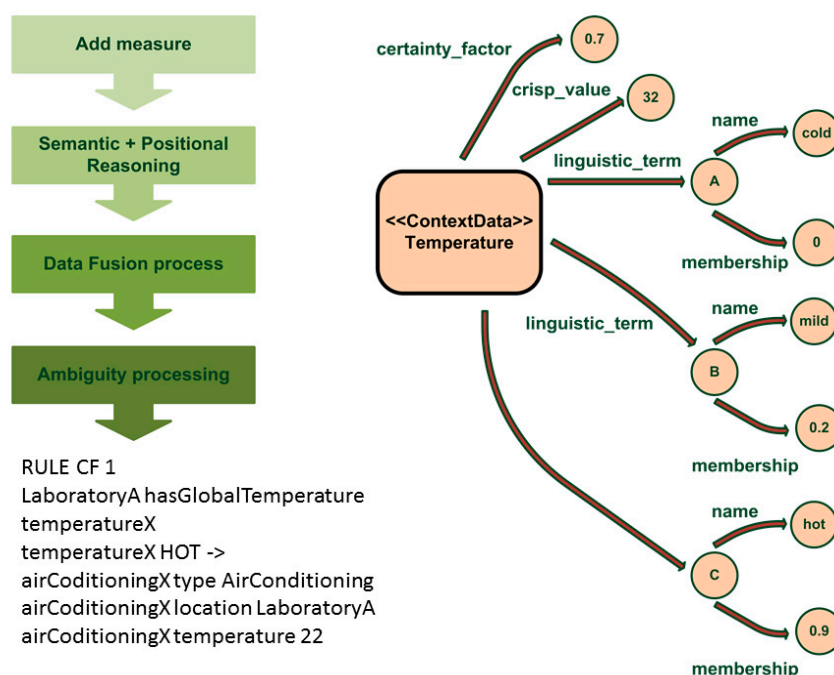 Add measure
Semantic + Positional
Reasoning
Data Fusion process
Ambiguity processing
RULE CF 1
LaboratoryA hasGlobalTemperature
temperatureX
temperatureX HOT ->
airCoditioningX type AirConditioning
airCoditioningX location LaboratoryA
airCoditioningX temperature 22
certainty_factor
0.7
crisp_value
32
<<ContextData>>
Temperature
linguistic_term
A
name
cold
0
membership
linguistic_term
B
name
mild
0.2
membership
C
name
hot
0.9
membership